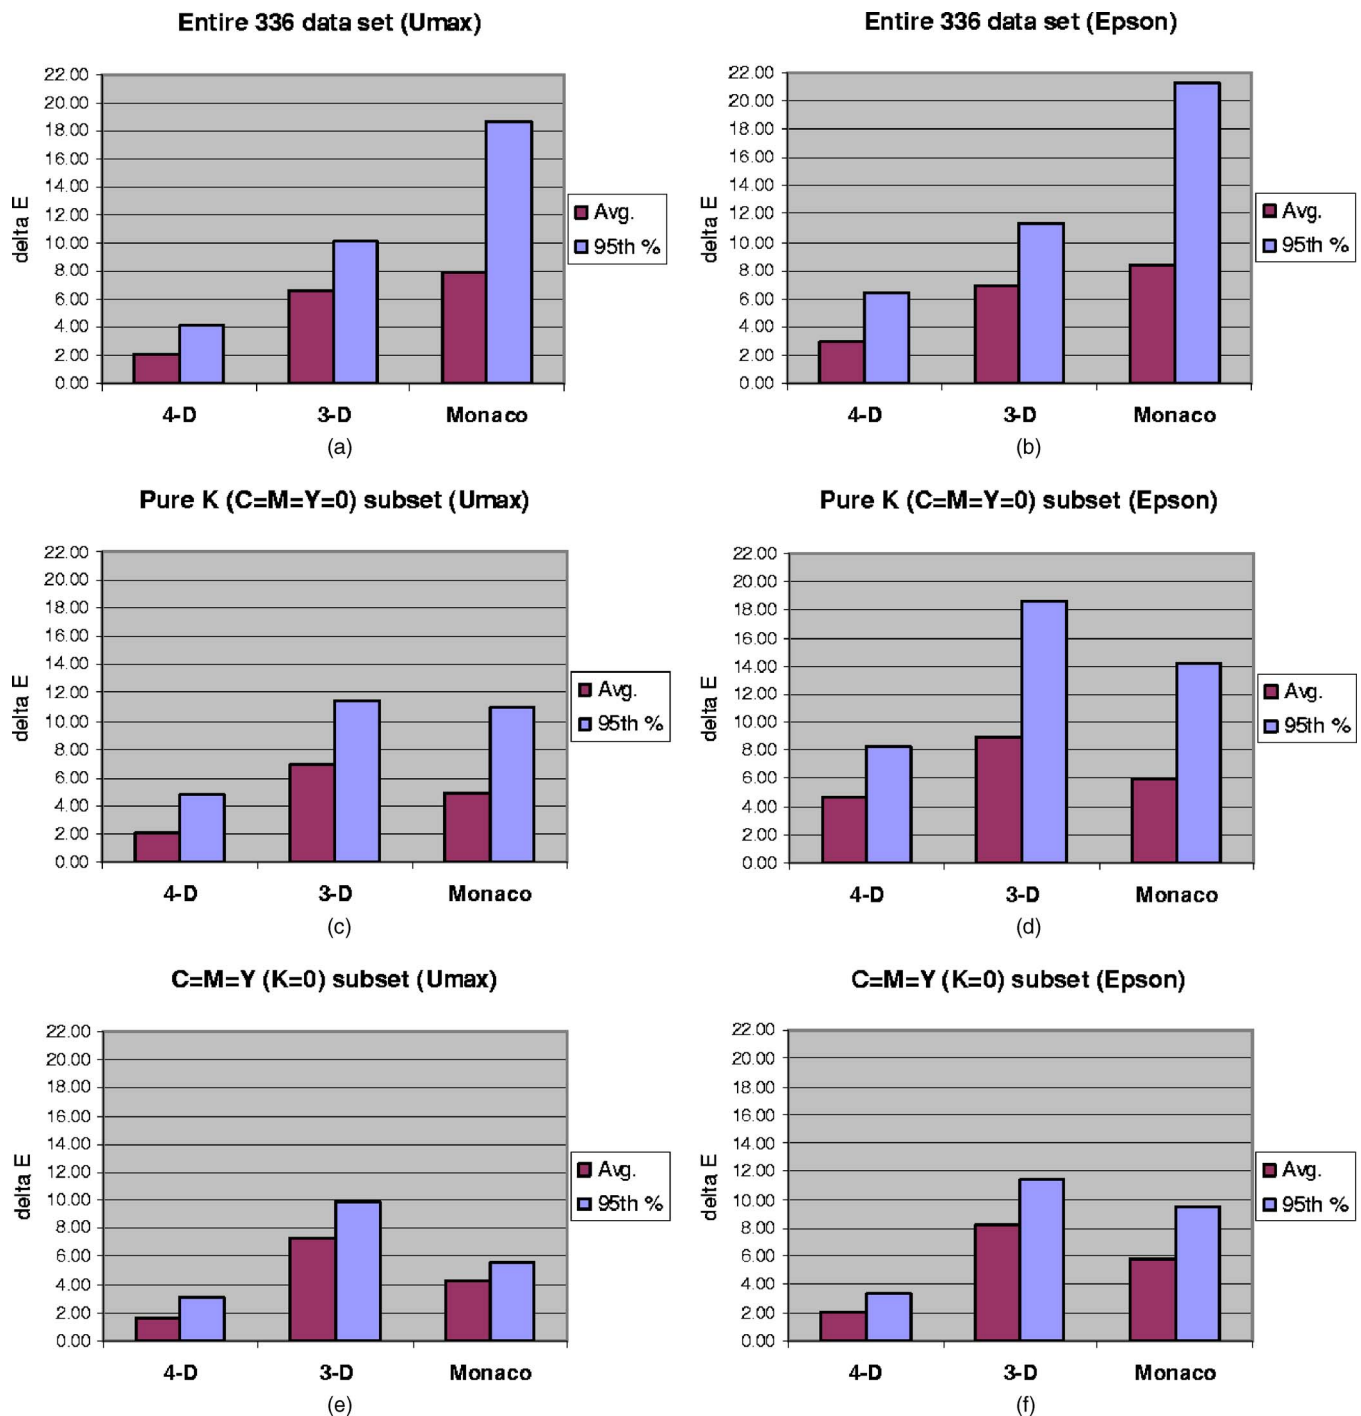 Entire 336 data set (Umax)
22.00
20.00
18.00
16.00
14.00
12.00
10.00
8.00
6.00
4.00
2.00
0.00
delta E
4-D 3-D Monaco
Avg.
95th %
(a)
Entire 336 data set (Epson)
22.00
20.00
18.00
16.00
14.00
12.00
10.00
8.00
6.00
4.00
2.00
0.00
delta E
4-D 3-D Monaco
Avg.
95th %
(b)
Pure K (C=M=Y=0) subset (Umax)
22.00
20.00
18.00
16.00
14.00
12.00
10.00
8.00
6.00
4.00
2.00
0.00
delta E
4-D 3-D Monaco
Avg.
95th %
(c)
Pure K (C=M=Y=0) subset (Epson)
22.00
20.00
18.00
16.00
14.00
12.00
10.00
8.00
6.00
4.00
2.00
0.00
delta E
4-D 3-D Monaco
Avg.
95th %
(d)
C=M=Y (K=0) subset (Umax)
22.00
20.00
18.00
16.00
14.00
12.00
10.00
8.00
6.00
4.00
2.00
0.00
delta E
4-D 3-D Monaco
Avg.
95th %
(e)
C=M=Y (K=0) subset (Epson)
22.00
20.00
18.00
16.00
14.00
12.00
10.00
8.00
6.00
4.00
2.00
0.00
delta E
4-D 3-D Monaco
Avg.
95th %
(f)